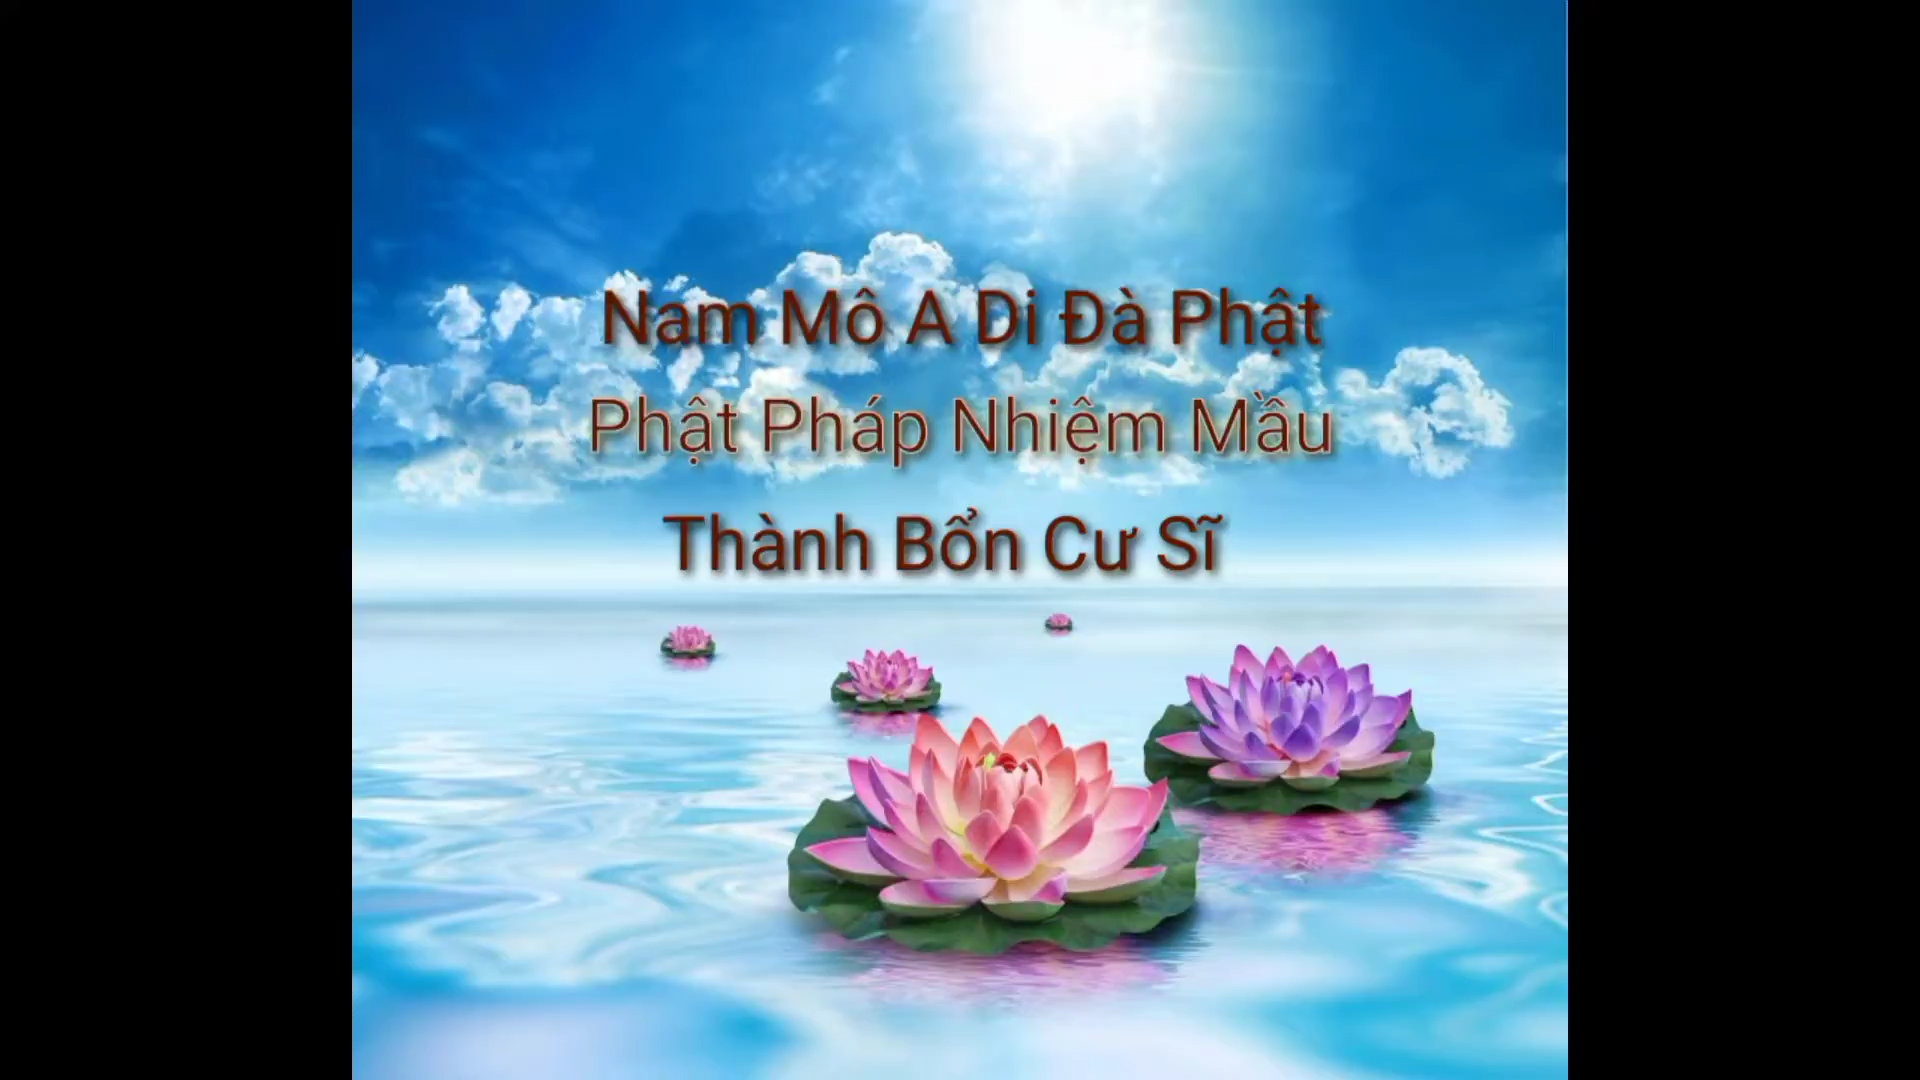 Nam Mô A Di Đà Phật
Phật Pháp Nhiệm Mầu
Thành Bổn Cư Sĩ